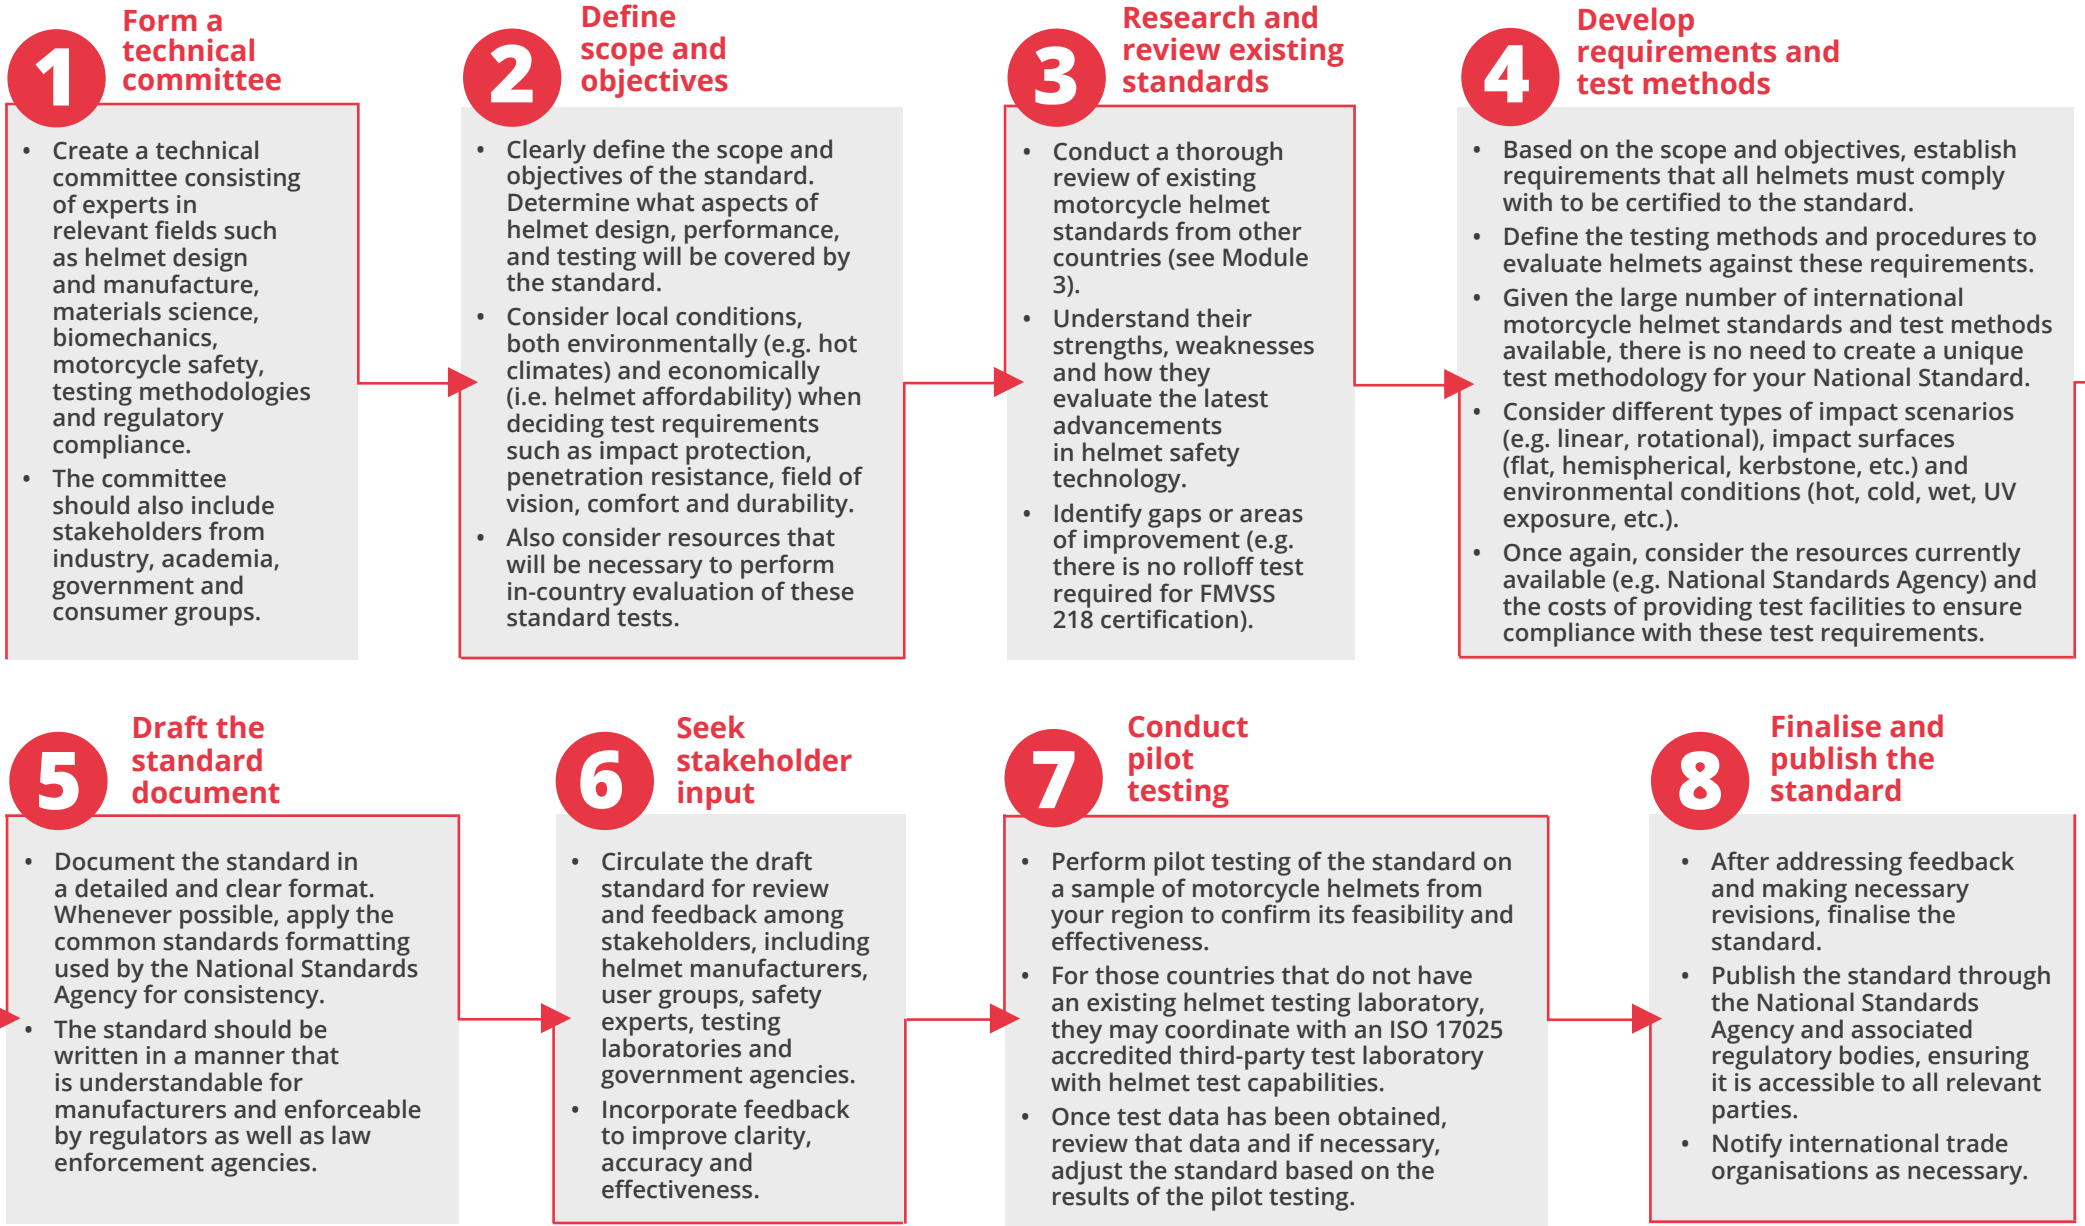 1
Form a
technical
committee
• Create a technical
committee consisting
of experts in
relevant fields such
as helmet design
and manufacture,
materials science,
biomechanics,
motorcycle safety,
testing methodologies
and regulatory
compliance.
• The committee
should also include
stakeholders from
industry, academia,
government and
consumer groups.
2
Define
scope and
objectives
• Clearly define the scope and
objectives of the standard.
Determine what aspects of
helmet design, performance,
and testing will be covered by
the standard.
• Consider local conditions,
both environmentally (e.g. hot
climates) and economically
(i.e. helmet affordability) when
deciding test requirements
such as impact protection,
penetration resistance, field of
vision, comfort and durability.
• Also consider resources that
will be necessary to perform
in-country evaluation of these
standard tests.
3
Research and
review existing
standards
• Conduct a thorough
review of existing
motorcycle helmet
standards from other
countries (see Module
3).
• Understand their
strengths, weaknesses
and how they
evaluate the latest
advancements
in helmet safety
technology.
• Identify gaps or areas
of improvement (e.g.
there is no rolloff test
required for FMVSS
218 certification).
4
Develop
requirements and
test methods
• Based on the scope and objectives, establish
requirements that all helmets must comply
with to be certified to the standard.
• Define the testing methods and procedures to
evaluate helmets against these requirements.
• Given the large number of international
motorcycle helmet standards and test methods
available, there is no need to create a unique
test methodology for your National Standard.
• Consider different types of impact scenarios
(e.g. linear, rotational), impact surfaces
(flat, hemispherical, kerbstone, etc.) and
environmental conditions (hot, cold, wet, UV
exposure, etc.).
• Once again, consider the resources currently
available (e.g. National Standards Agency) and
the costs of providing test facilities to ensure
compliance with these test requirements.
5
Draft the
standard
document
• Document the standard in
a detailed and clear format.
Whenever possible, apply the
common standards formatting
used by the National Standards
Agency for consistency.
• The standard should be
written in a manner that
is understandable for
manufacturers and enforceable
by regulators as well as law
enforcement agencies.
6
Seek
stakeholder
input
• Circulate the draft
standard for review
and feedback among
stakeholders, including
helmet manufacturers,
user groups, safety
experts, testing
laboratories and
government agencies.
• Incorporate feedback
to improve clarity,
accuracy and
effectiveness.
7
Conduct
pilot
testing
• Perform pilot testing of the standard on
a sample of motorcycle helmets from
your region to confirm its feasibility and
effectiveness.
• For those countries that do not have
an existing helmet testing laboratory,
they may coordinate with an ISO 17025
accredited third-party test laboratory
with helmet test capabilities.
• Once test data has been obtained,
review that data and if necessary,
adjust the standard based on the
results of the pilot testing.
8
Finalise and
publish the
standard
• After addressing feedback
and making necessary
revisions, finalise the
standard.
• Publish the standard through
the National Standards
Agency and associated
regulatory bodies, ensuring
it is accessible to all relevant
parties.
• Notify international trade
organisations as necessary.